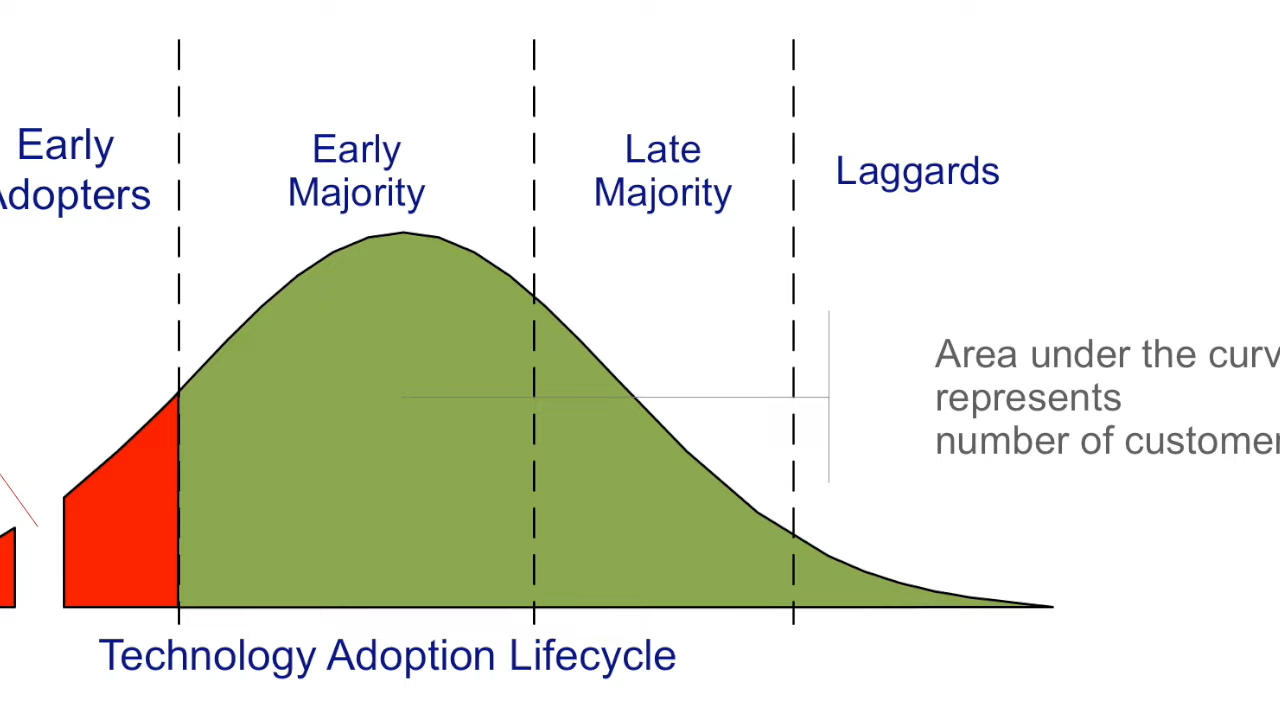 Early
Adopters
Early
Majority
Late
Majority
Laggards
Area under the curv
represents
number of customer
Technology Adoption Lifecycle